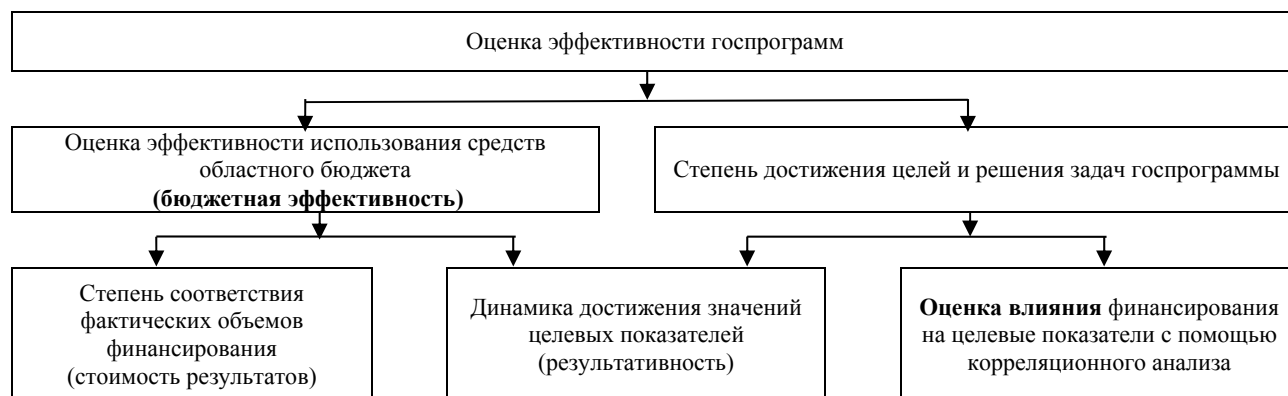 Оценка эффективности госпрограмм
Оценка эффективности использования средств
областного бюджета
(бюджетная эффективность)
Степень достижения целей и решения задач госпрограммы
Степень соответствия
фактических объемов
финансирования
(стоимость результатов)
Динамика достижения значений
целевых показателей
(результативность)
Оценка влияния финансирования
на целевые показатели с помощью
корреляционного анализа